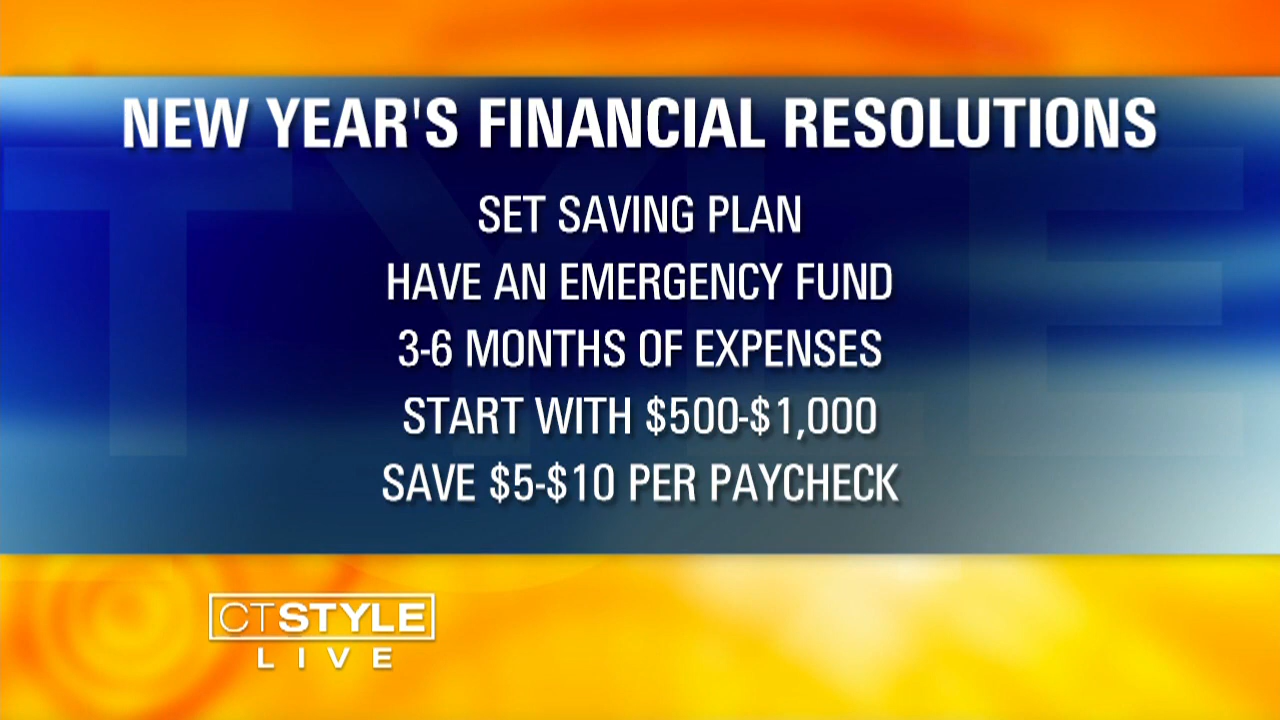 NEW YEAR'S FINANCIAL RESOLUTIONS
SET SAVING PLAN
HAVE AN EMERGENCY FUND
3-6 MONTHS OF EXPENSES
START WITH $500-$1,000
SAVE $5-$10 PER PAYCHECK
CTSTYLE
LIVE